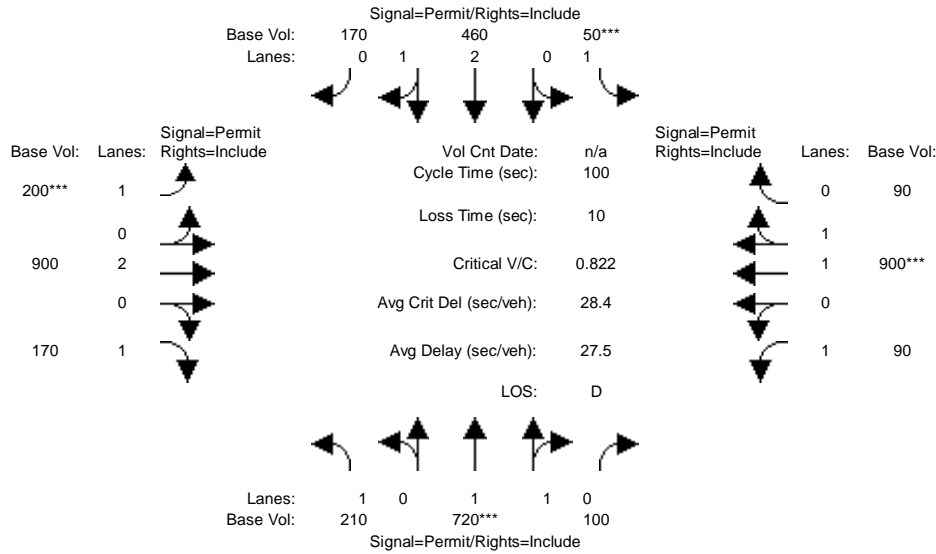 Signal=Permit/Rights=Include
Base Vol: 170 460 50***
Lanes: 0 1 2 0 1
Signal=Permit
Rights=Include
Base Vol: Lanes:
Vol Cnt Date: n/a
Signal=Permit
Rights=Include
Lanes: Base Vol:
Cycle Time (sec): 100
200*** 1
0 90
Loss Time (sec): 10
0
1
900 2
Critical V/C: 0.822
1 900***
0
Avg Crit Del (sec/veh): 28.4
0
170 1
Avg Delay (sec/veh): 27.5
1 90
LOS: D
Lanes: 1 0 1 1 0
Base Vol: 210 720*** 100
Signal=Permit/Rights=Include